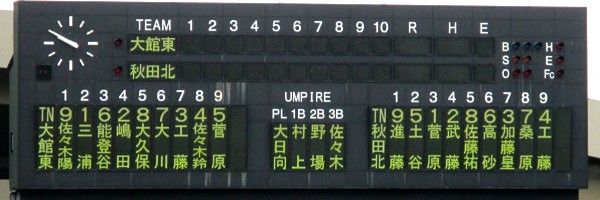 TEAM 1 2 3 4 5 6 7 8 9 10 R H E
大館東
秋田北
B H
S E
O Fc
1 2 3 4 5 6 7 8 9
TN 9 1 6 2 8 7 3 4 5
大館東
佐々木陽
三浦
能登谷
嶋田
大久保
大川
工藤
佐々木鈴
菅原
UMPIRE
PL 1B 2B 3B
大日向
村上
野場
佐々木
1 2 3 4 5 6 7 8 9
TN 9 5 1 2 8 6 3 7 4
秋田北
進藤
土谷
菅原
武藤
佐藤祐
高砂
加藤皇
桑原
工藤